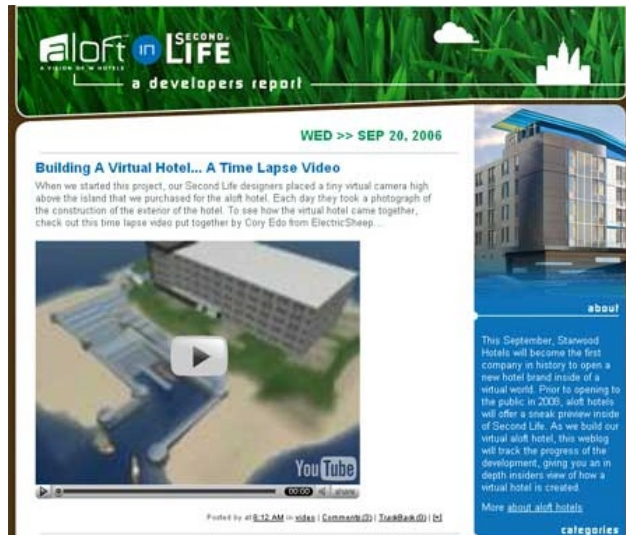 aloft in SECOND LIFE
A VISION OF W HOTELS
a developers report
WED >> SEP 20, 2006
Building A Virtual Hotel... A Time Lapse Video
When we started this project, our Second Life designers placed a tiny virtual camera high
above the island that we purchased for the aloft hotel. Each day they took a photograph of
the construction of the exterior of the hotel. To see how the virtual hotel came together,
check out this time lapse video put together by Cory Edo from ElectricSheep...
YouTube
00:00
share
Posted by at 6:12 AM in video | Comments (3) | TrackBack (0) | [+]
about
This September, Starwood
Hotels will become the first
company in history to open a
new hotel brand inside of a
virtual world. Prior to opening to
the public in 2008, aloft hotels
will offer a sneak preview inside
of Second Life. As we build our
virtual aloft hotel, this weblog
will track the progress of the
development, giving you an in
depth insiders view of how a
virtual hotel is created.
More about aloft hotels
categories